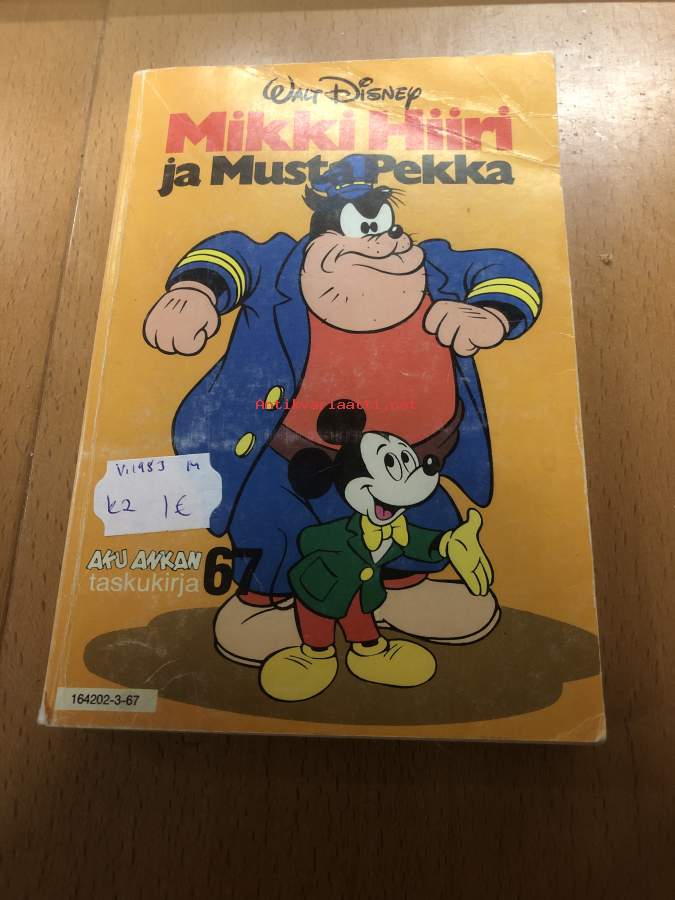 WALT DISNEY
Mikki Hiiri
ja Musta Pekka
Antikvariaatti.net
V.1983 M
K2 1€
AKU ANKAN
taskukirja 67
164202-3-67